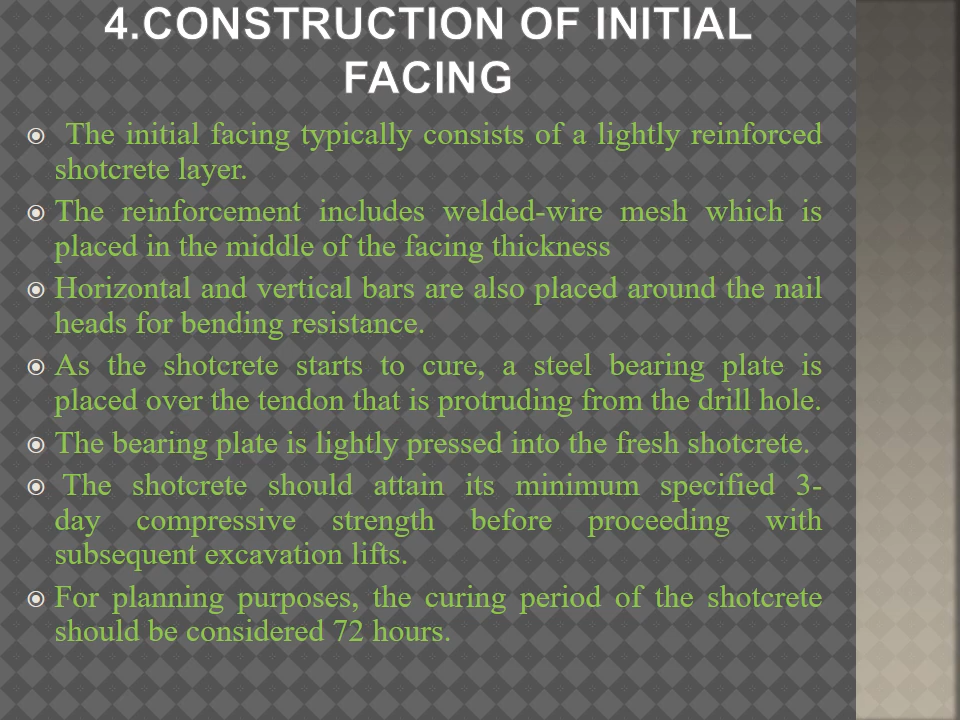 4.CONSTRUCTION OF INITIAL
FACING
The initial facing typically consists of a lightly reinforced
shotcrete layer.
The reinforcement includes welded-wire mesh which is
placed in the middle of the facing thickness
Horizontal and vertical bars are also placed around the nail
heads for bending resistance.
As the shotcrete starts to cure, a steel bearing plate is
placed over the tendon that is protruding from the drill hole.
The bearing plate is lightly pressed into the fresh shotcrete.
The shotcrete should attain its minimum specified 3-
day compressive strength before proceeding with
subsequent excavation lifts.
For planning purposes, the curing period of the shotcrete
should be considered 72 hours.